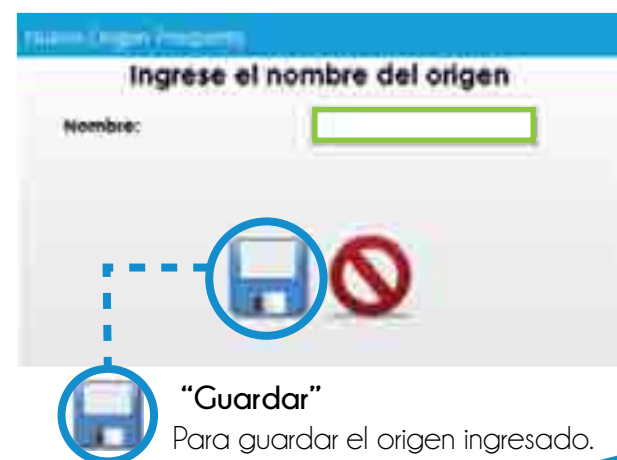 Ingrese el nombre del origen
Nombre:
“Guardar”
Para guardar el origen ingresado.